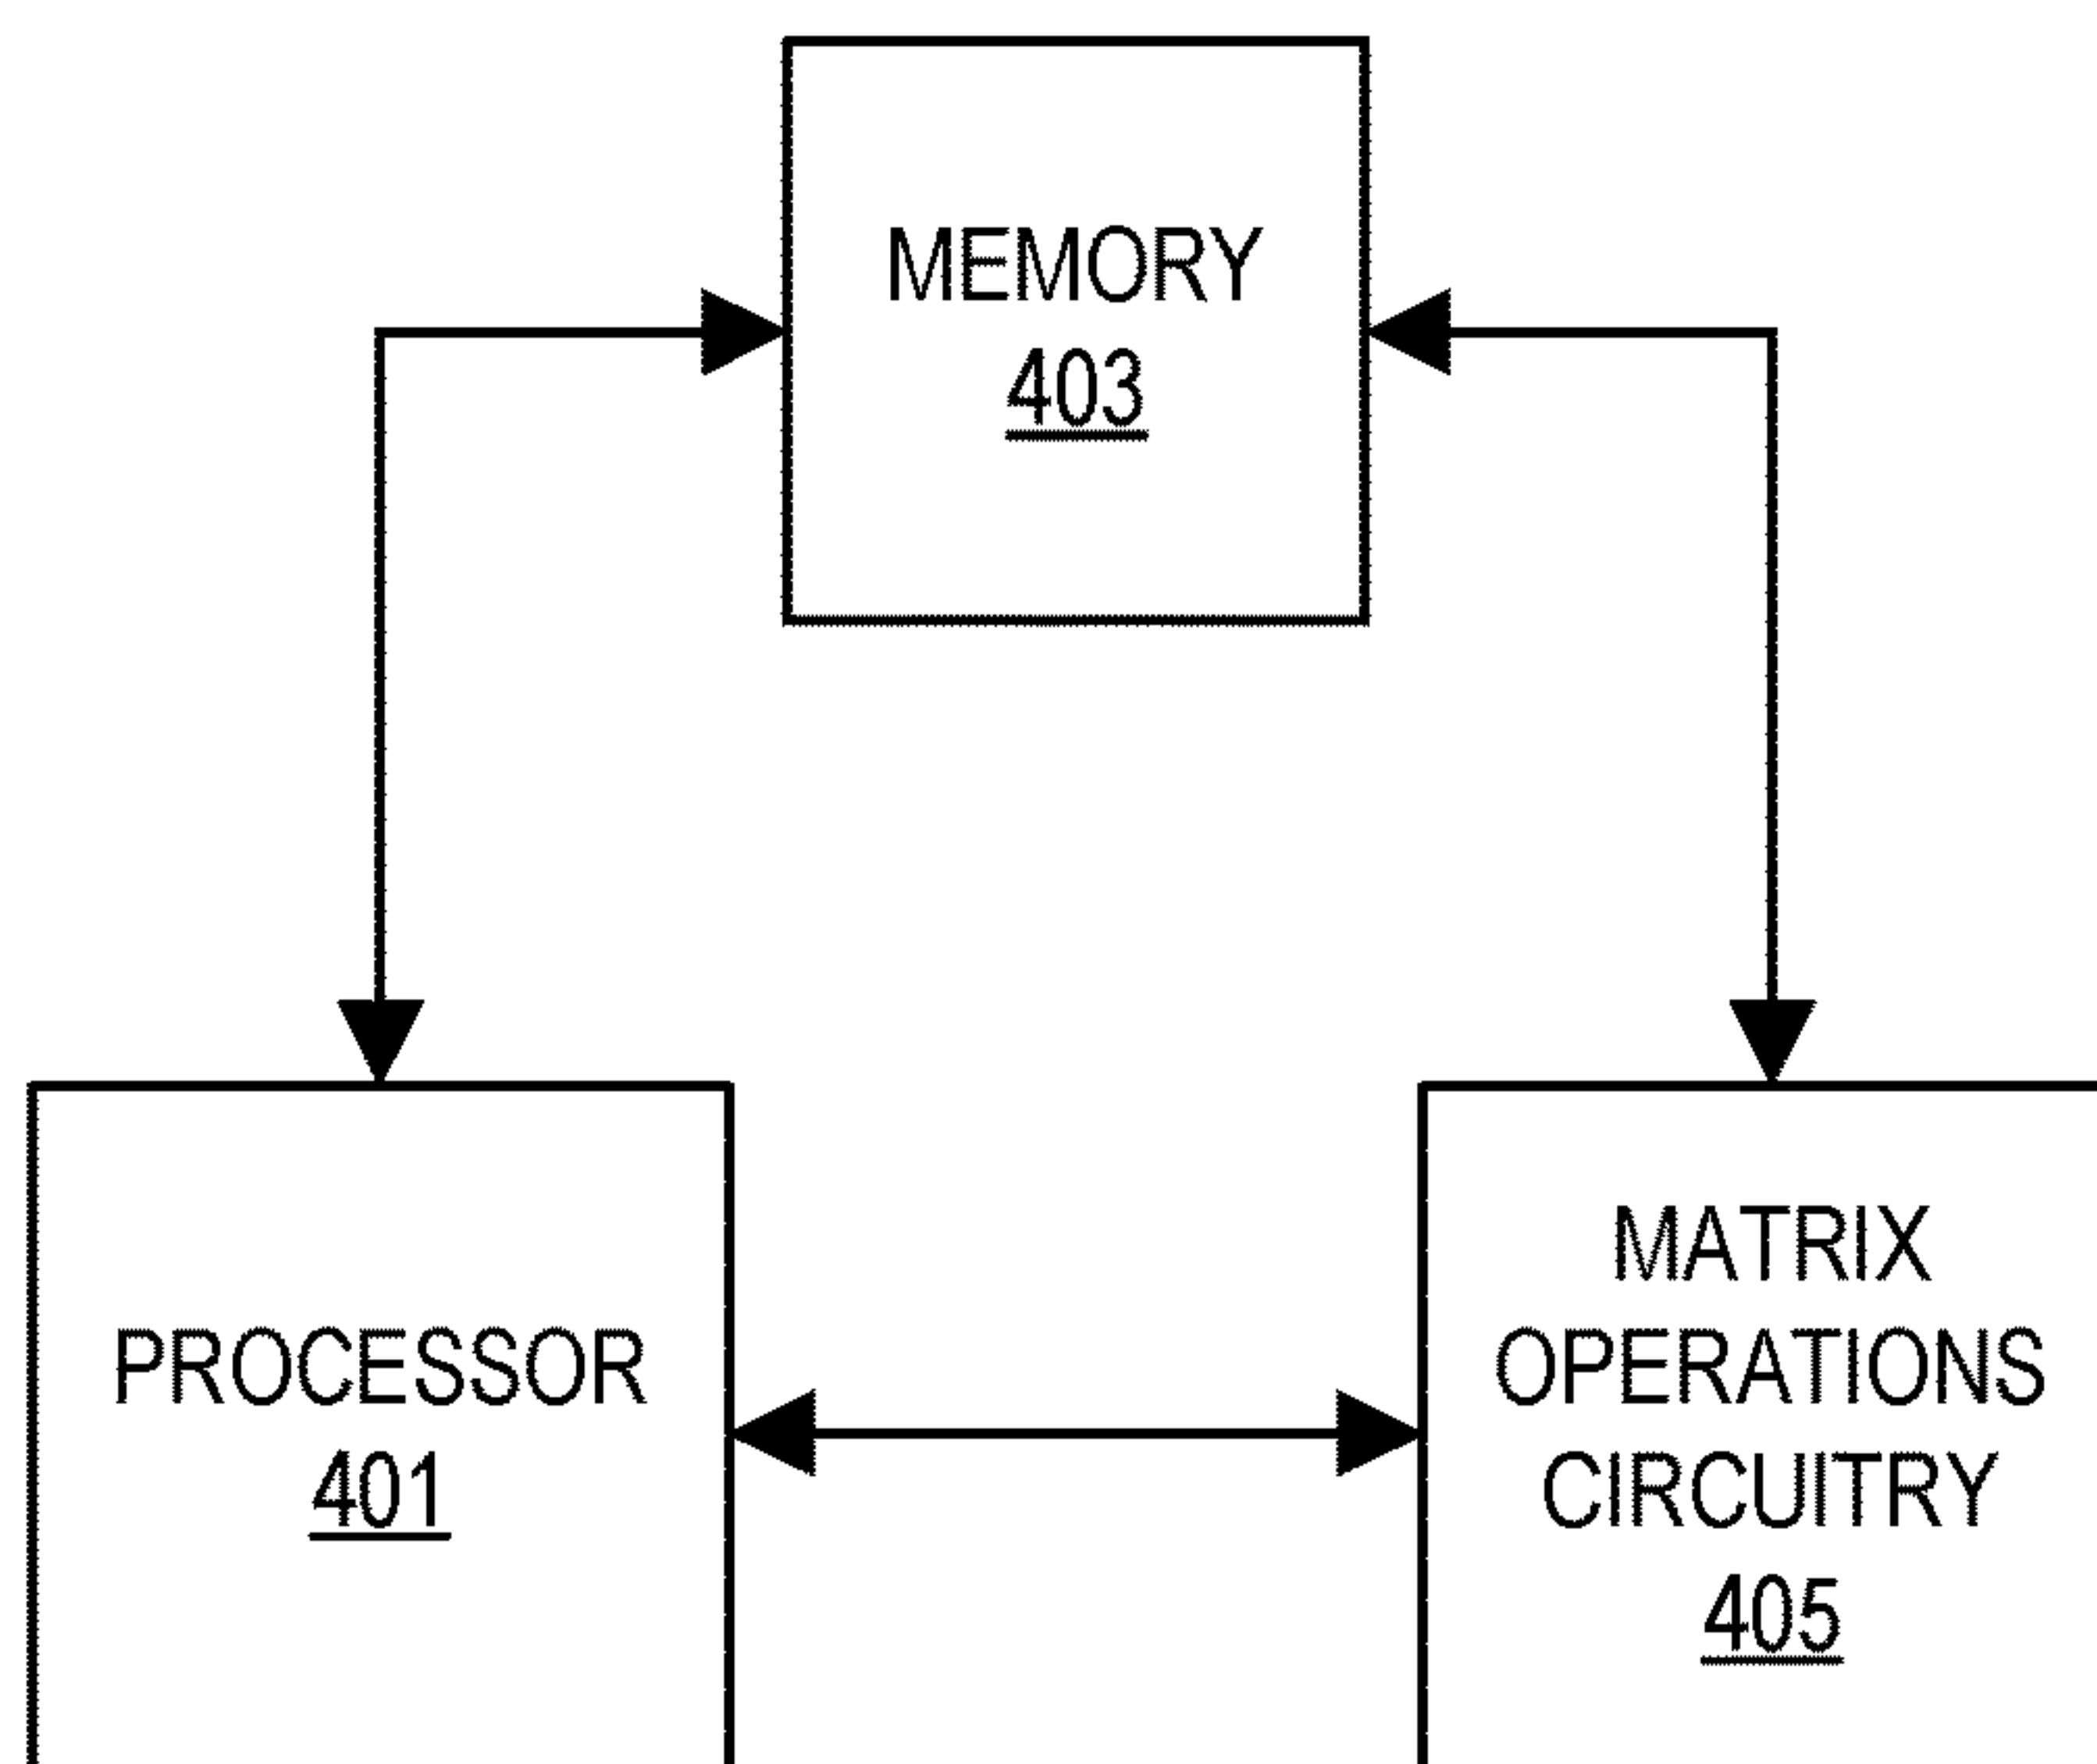 MEMORY
403
PROCESSOR
401
MATRIX
OPERATIONS
CIRCUITRY
405